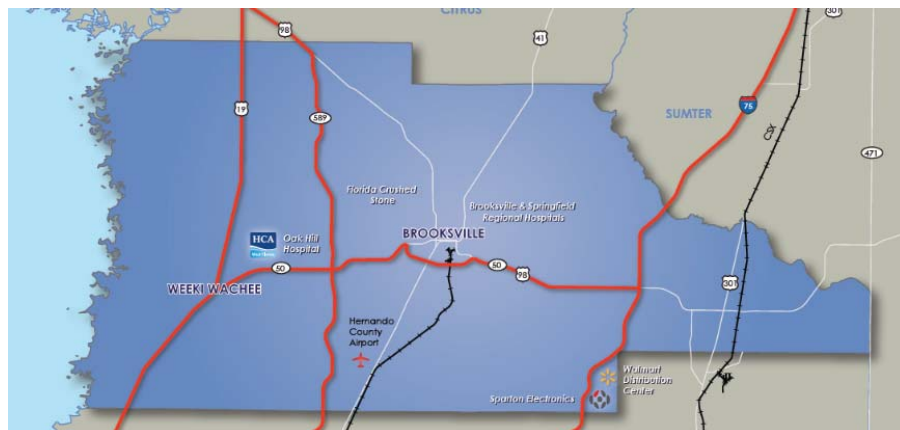 CITRUS
301
98
41
19
75
589
SUMTER
CSX
471
Florida Crushed
Stone
Brooksville & Springfield
Regional Hospitals
BROOKSVILLE
HCA
Oak Hill
Hospital
50
50
98
WEEKI WACHEE
301
Hernando
County
Airport
Walmart
Distribution
Center
Sparton Electronics